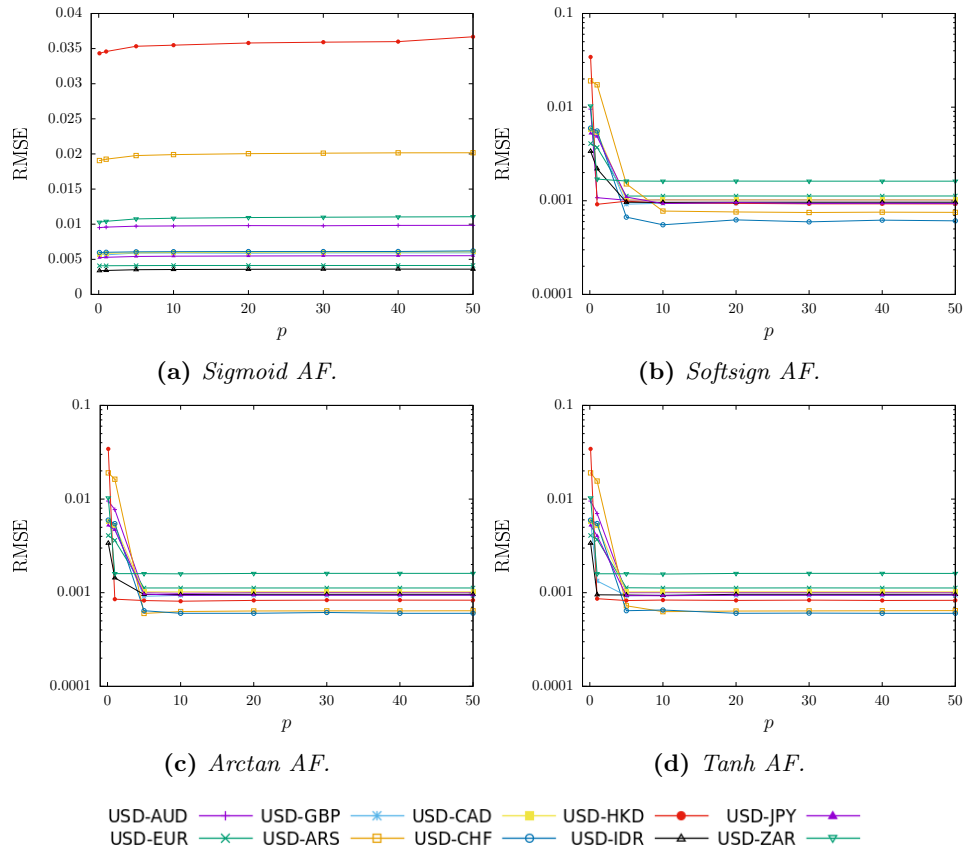 0.04
0.035
0.03
0.025
0.02
0.015
0.01
0.005
0
RMSE
0 10 20 30 40 50
p
(a) Sigmoid AF.
0.1
0.01
0.001
0.0001
RMSE
0 10 20 30 40 50
p
(b) Softsign AF.
0.1
0.01
0.001
0.0001
RMSE
0 10 20 30 40 50
p
(c) Arctan AF.
0.1
0.01
0.001
0.0001
RMSE
0 10 20 30 40 50
p
(d) Tanh AF.
USD-AUD USD-GBP USD-CAD USD-HKD USD-JPY
USD-EUR USD-ARS USD-CHF USD-IDR USD-ZAR